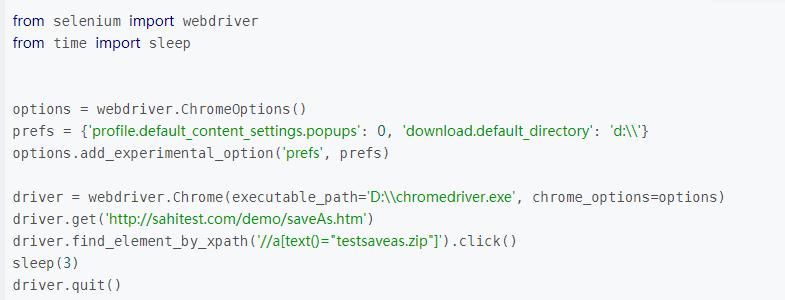 from selenium import webdriver
from time import sleep
options = webdriver.ChromeOptions()
prefs = {'profile.default_content_settings.popups': 0, 'download.default_directory': 'd:\\'}
options.add_experimental_option('prefs', prefs)
driver = webdriver.Chrome(executable_path='D:\\chromedriver.exe', chrome_options=options)
driver.get('http://sahitest.com/demo/saveAs.htm')
driver.find_element_by_xpath('//a[text()="testsaveas.zip"]').click()
sleep(3)
driver.quit()